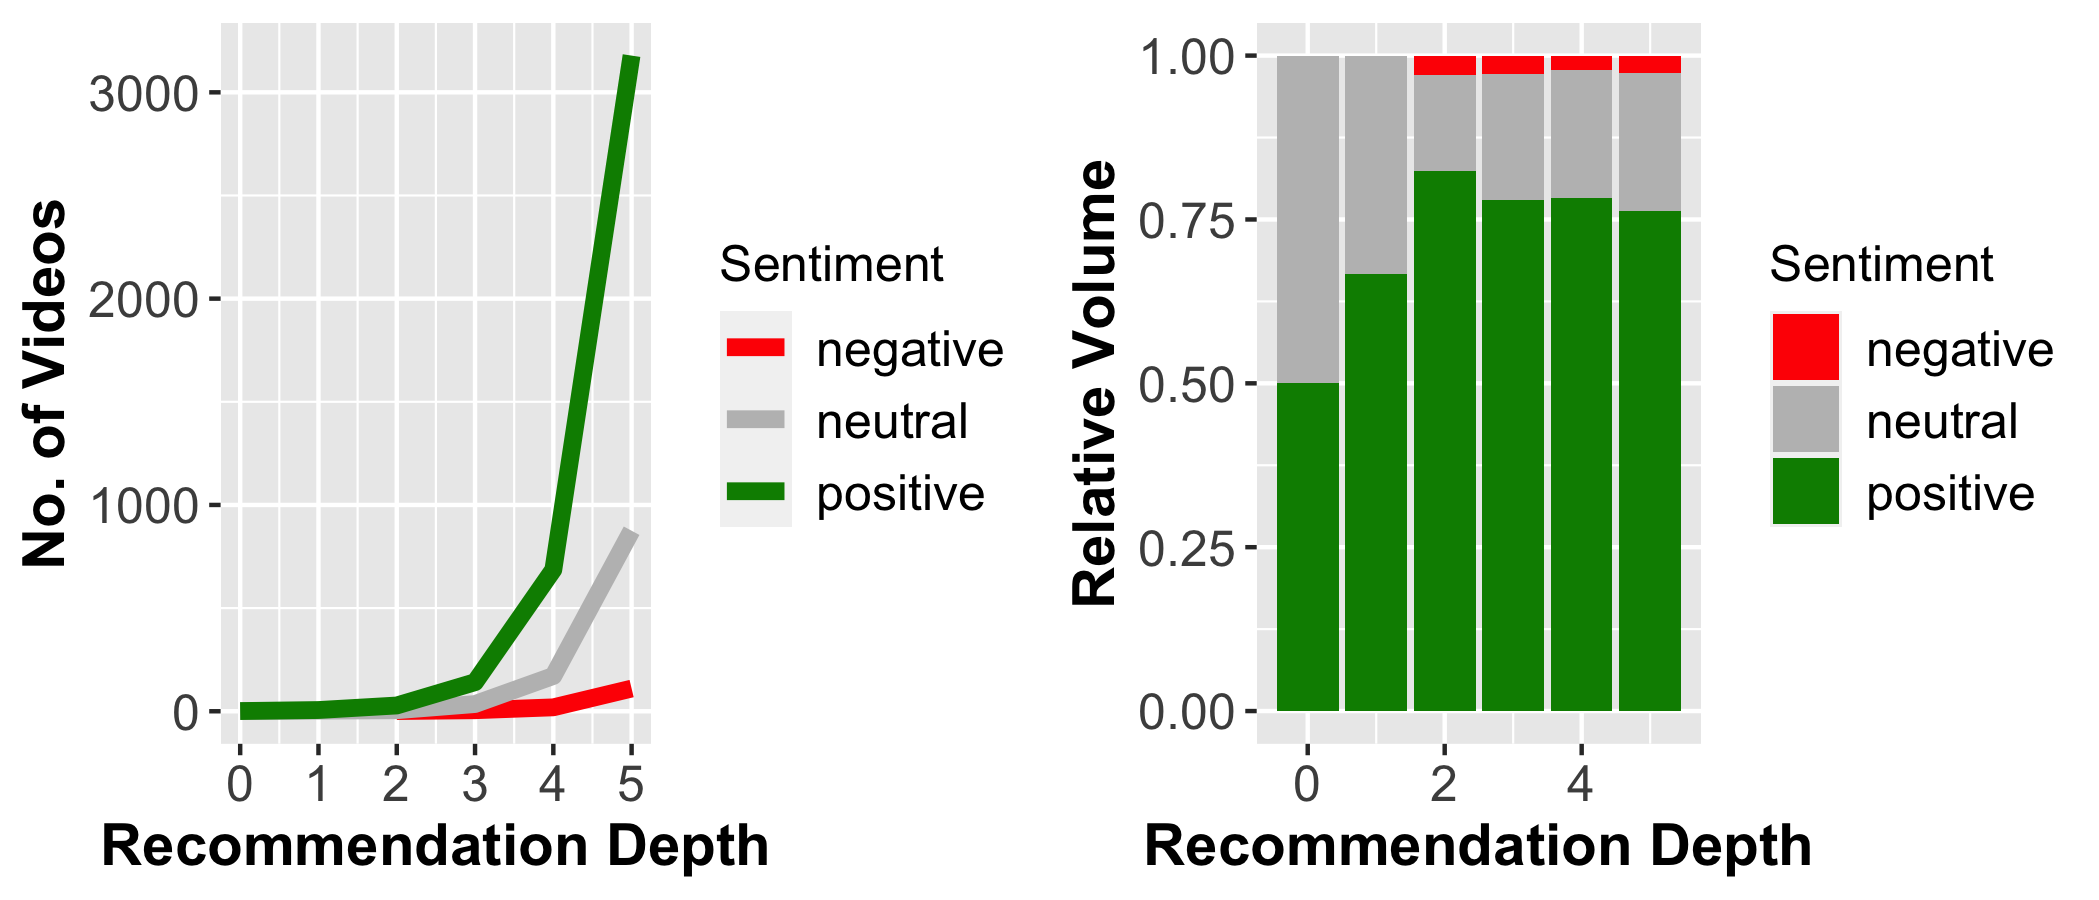 No. of Videos
3000
2000
1000
0
0 1 2 3 4 5
Recommendation Depth
Sentiment
negative
neutral
positive
Relative Volume
1.00
0.75
0.50
0.25
0.00
0 2 4
Recommendation Depth
Sentiment
negative
neutral
positive